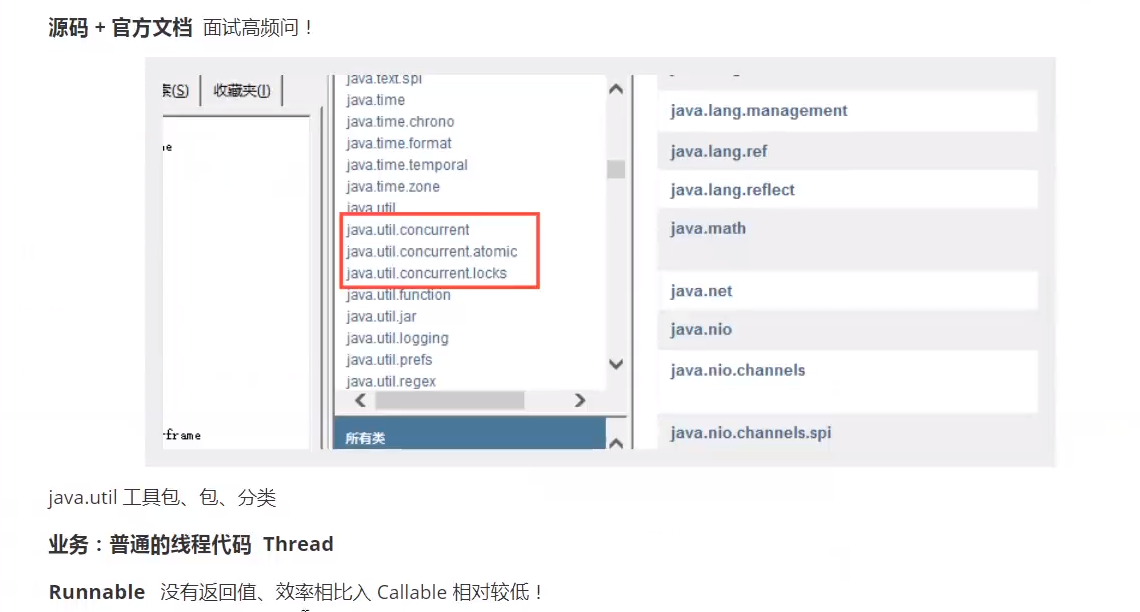 源码 + 官方文档 面试高频问！
索(S) 收藏夹(I)
java.text.spi
java.time
java.time.chrono
java.time.format
java.time.temporal
java.time.zone
java.util
java.util.concurrent
java.util.concurrent.atomic
java.util.concurrent.locks
java.util.function
java.util.jar
java.util.logging
java.util.prefs
java.util.regex
所有类
java.lang.management
java.lang.ref
java.lang.reflect
java.math
java.net
java.nio
java.nio.channels
java.nio.channels.spi
java.util 工具包、包、分类
业务：普通的线程代码 Thread
Runnable 没有返回值、效率相比入 Callable 相对较低！